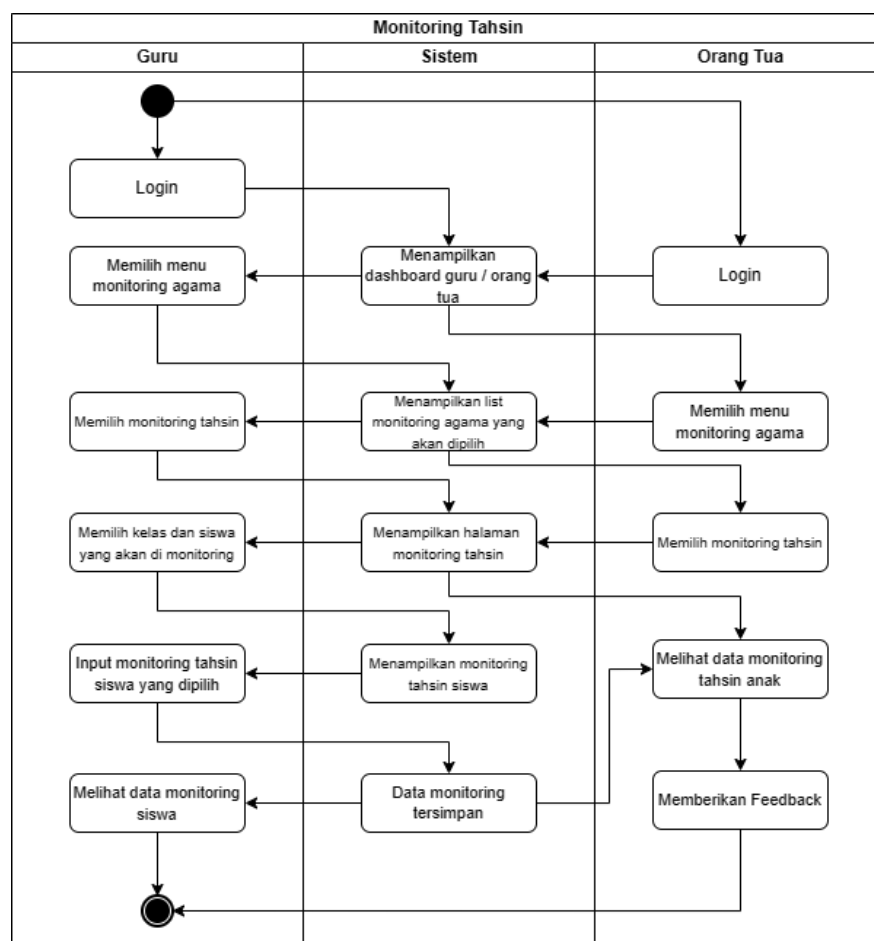 Monitoring Tahsin
Guru
Sistem
Orang Tua
Login
Memilih menu
monitoring agama
Menampilkan
dashboard guru / orang
tua
Login
Memilih monitoring tahsin
Menampilkan list
monitoring agama yang
akan dipilih
Memilih menu
monitoring agama
Memilih kelas dan siswa
yang akan di monitoring
Menampilkan halaman
monitoring tahsin
Memilih monitoring tahsin
Input monitoring tahsin
siswa yang dipilih
Menampilkan monitoring
tahsin siswa
Melihat data monitoring
tahsin anak
Melihat data monitoring
siswa
Data monitoring
tersimpan
Memberikan Feedback